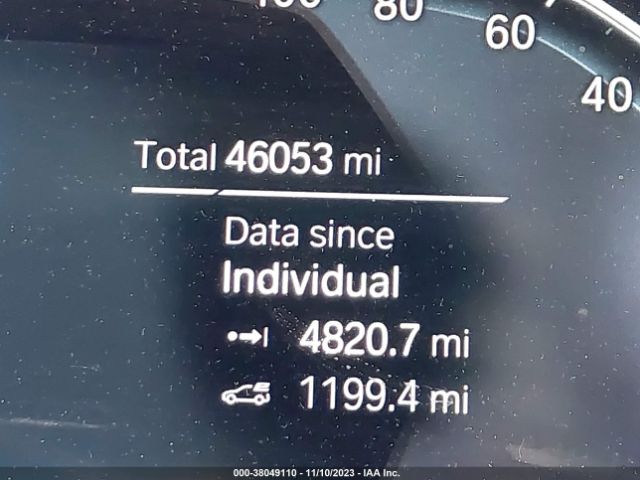 100 80
60
40
Total 46053 mi
Data since
Individual
4820.7 mi
1199.4 mi
000-38049110 - 11/10/2023 - IAA Inc.